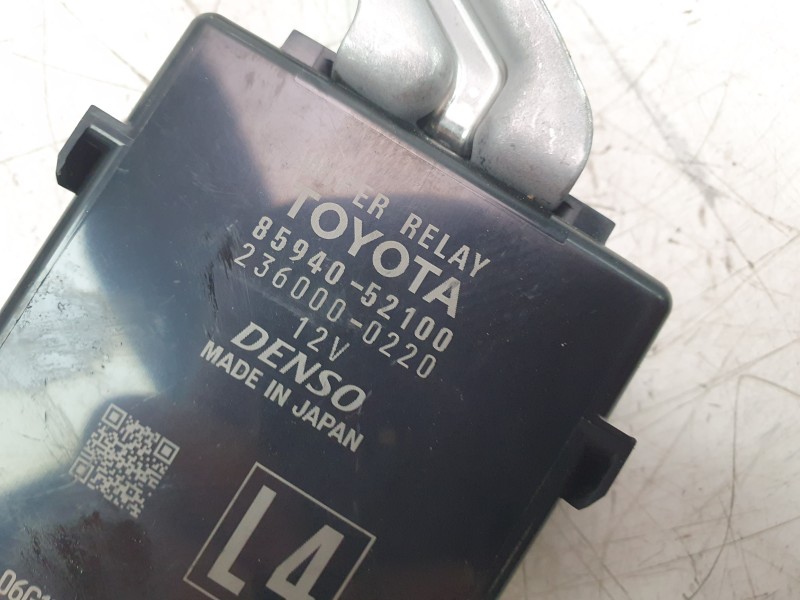 ER RELAY
TOYOTA
85940-52100
236000-0220
12V
DENSO
MADE IN JAPAN
L4